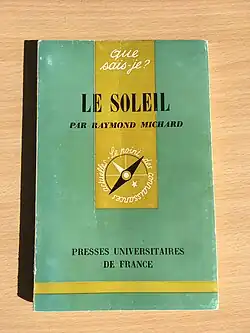 que
sais-je?
LE SOLEIL
PAR RAYMOND MICHARD
le point des connaissances actuelles
PRESSES UNIVERSITAIRES
DE FRANCE